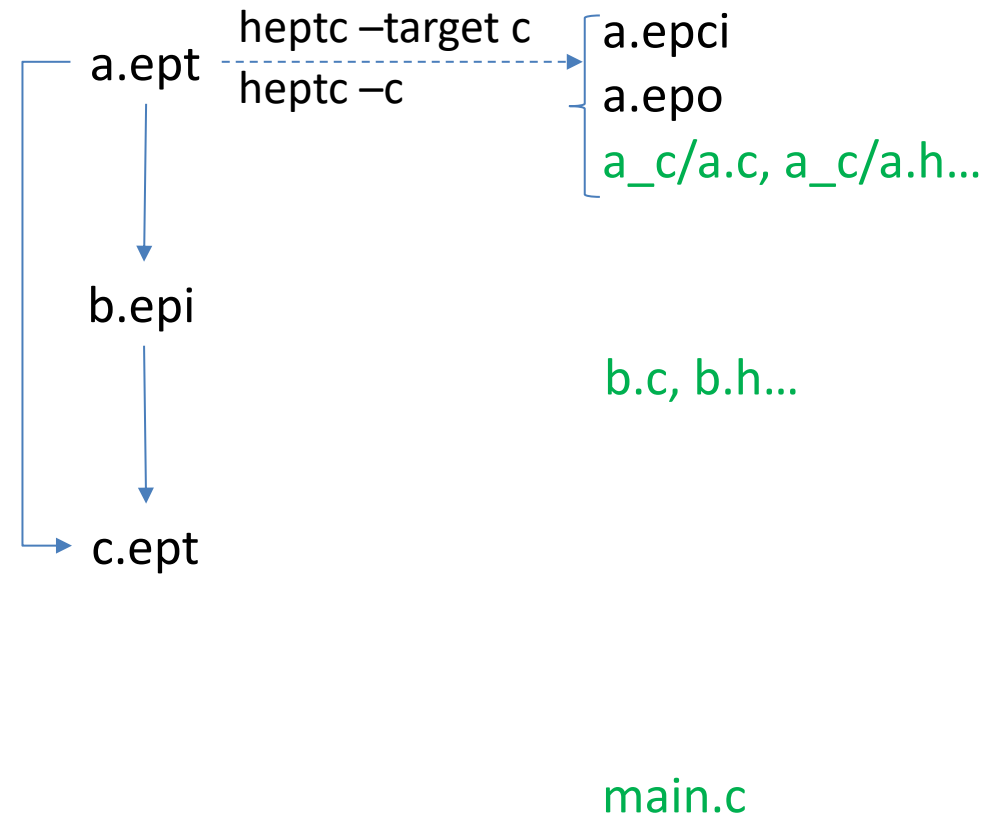 heptc –target c
a.ept
heptc –c
a.epci
a.epo
a_c/a.c, a_c/a.h…
b.epi
b.c, b.h…
c.ept
main.c